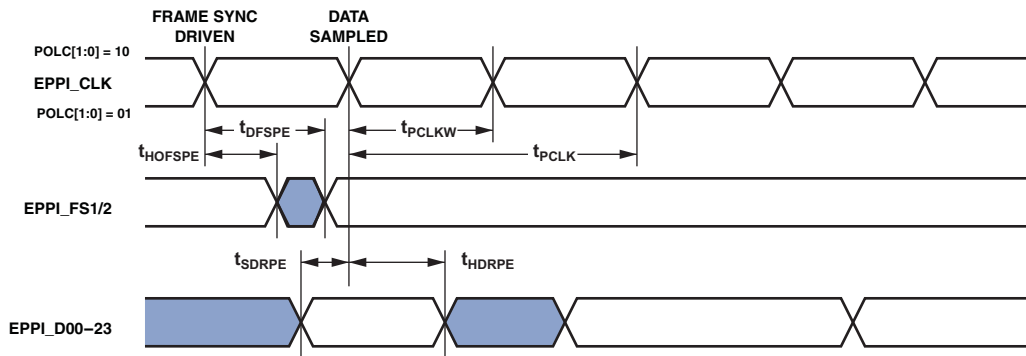 FRAME SYNC
DRIVEN
DATA
SAMPLED
POLC[1:0] = 10
EPPI_CLK
POLC[1:0] = 01
tDFSPE
tPCLKW
tHOFSPE
tPCLK
EPPI_FS1/2
tSDRPE
tHDRPE
EPPI_D00–23